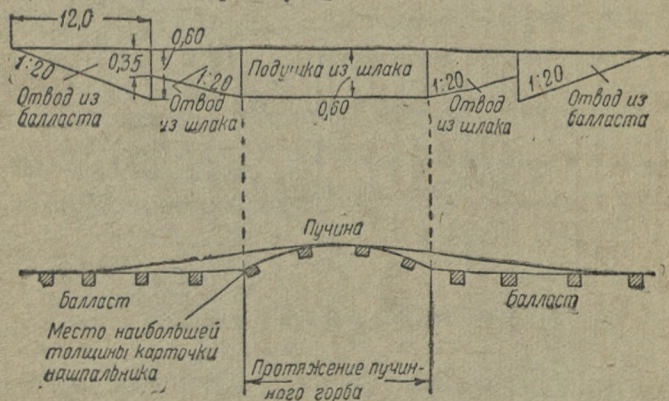 12,0
0,60
1:20
0,35
1:20
Подушка из шлака
1:20
1:20
Отвод из
балласта
Отвод
из шлака
0,60
Отвод
из шлака
Отвод из
балласта
Пучина
балласт
балласт
Место наибольшей
толщины карточки
нашпальника
Протяжение пучин-
ного горба